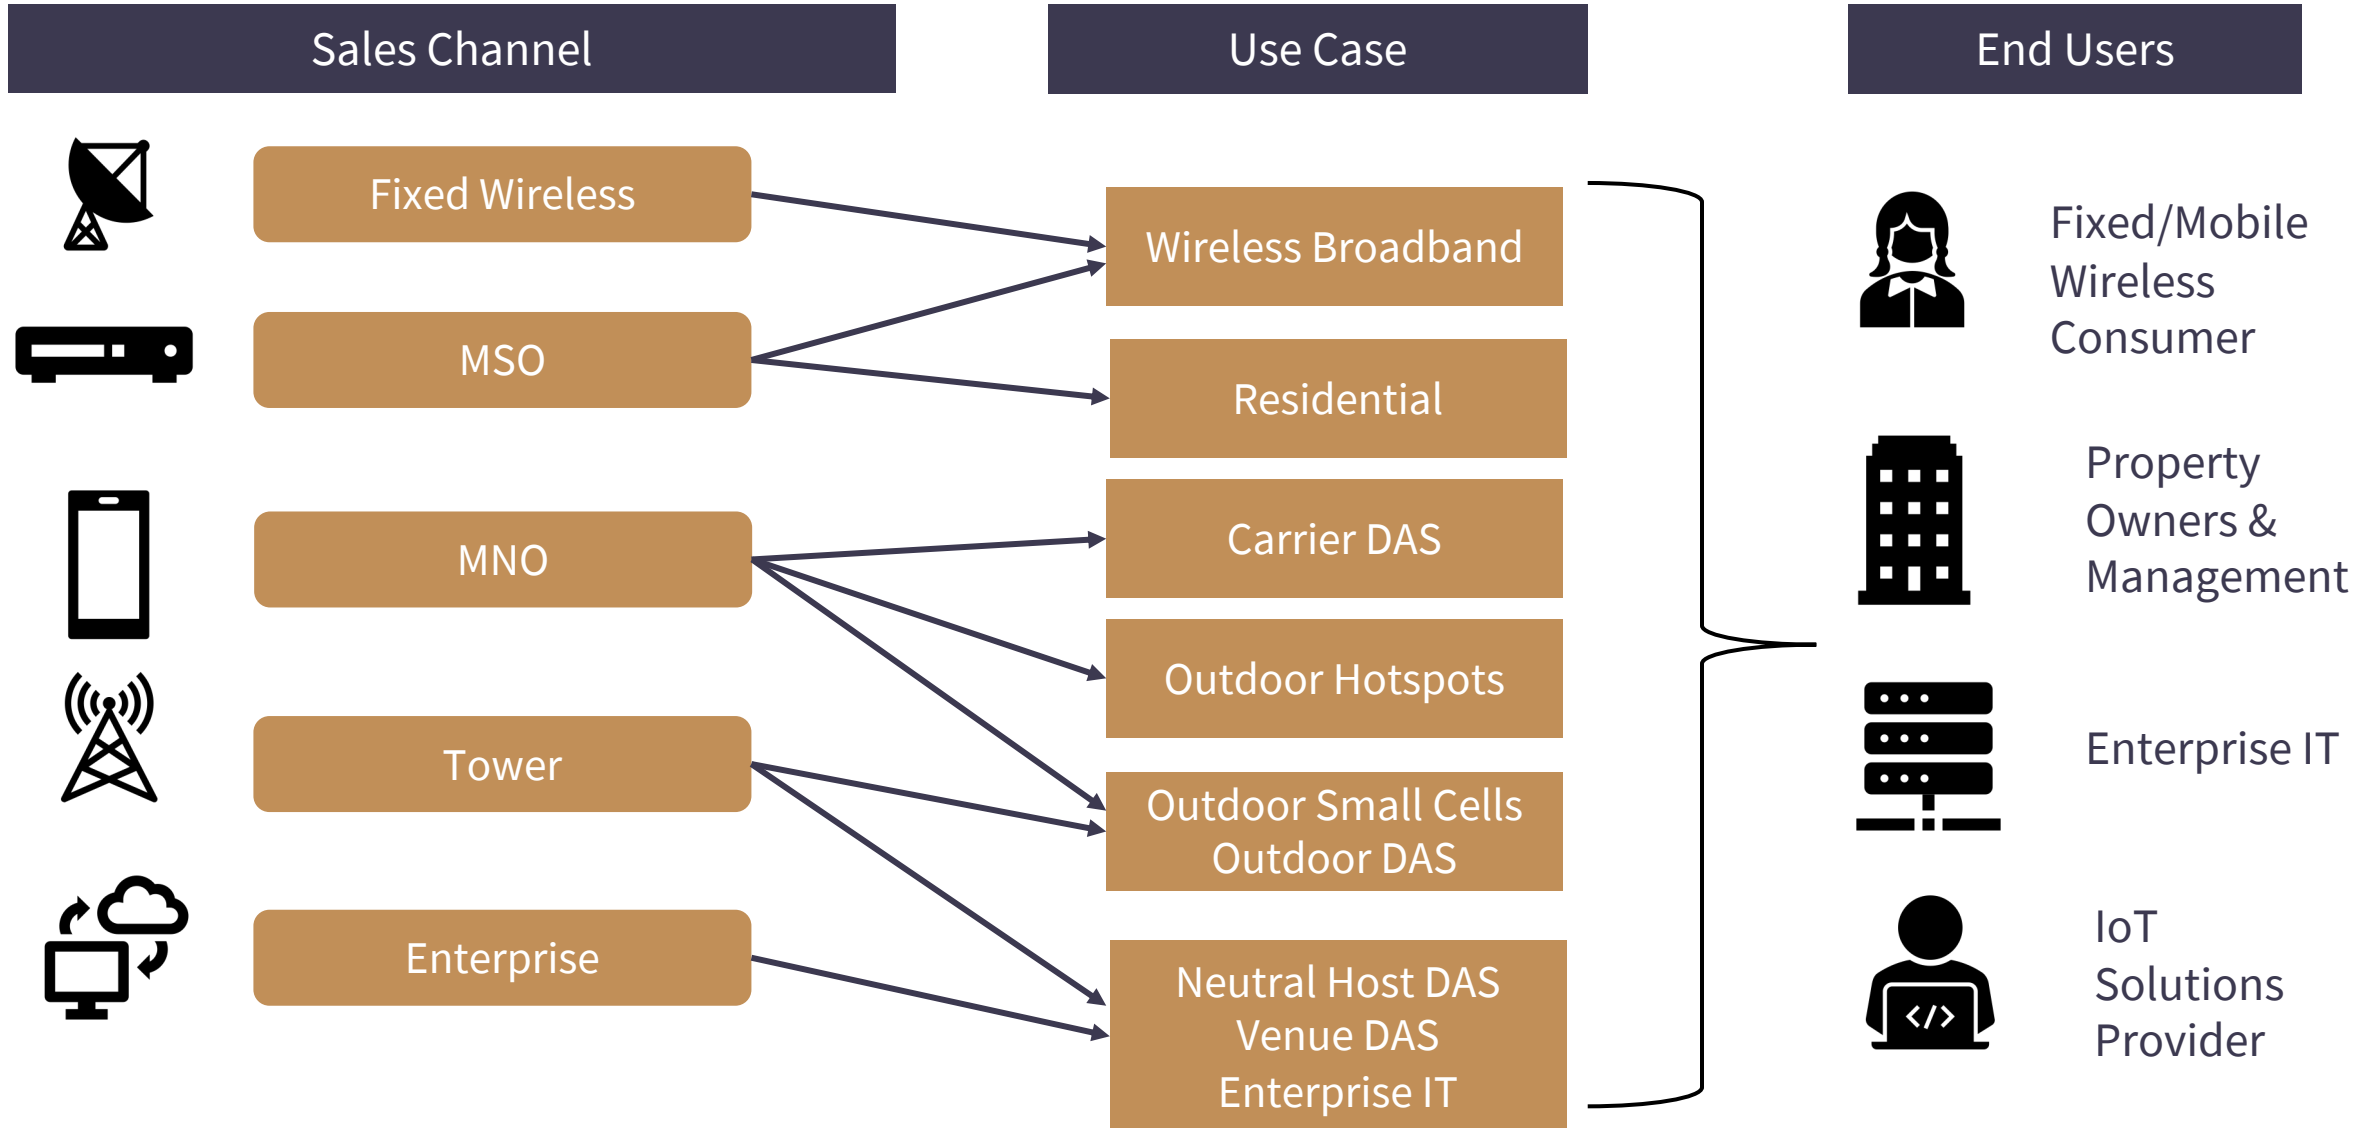 Sales Channel
Use Case
End Users
Fixed Wireless
MSO
MNO
Tower
Enterprise
Wireless Broadband
Residential
Carrier DAS
Outdoor Hotspots
Outdoor Small Cells
Outdoor DAS
Neutral Host DAS
Venue DAS
Enterprise IT
Fixed/Mobile
Wireless
Consumer
Property
Owners &
Management
Enterprise IT
IoT
Solutions
Provider
</>